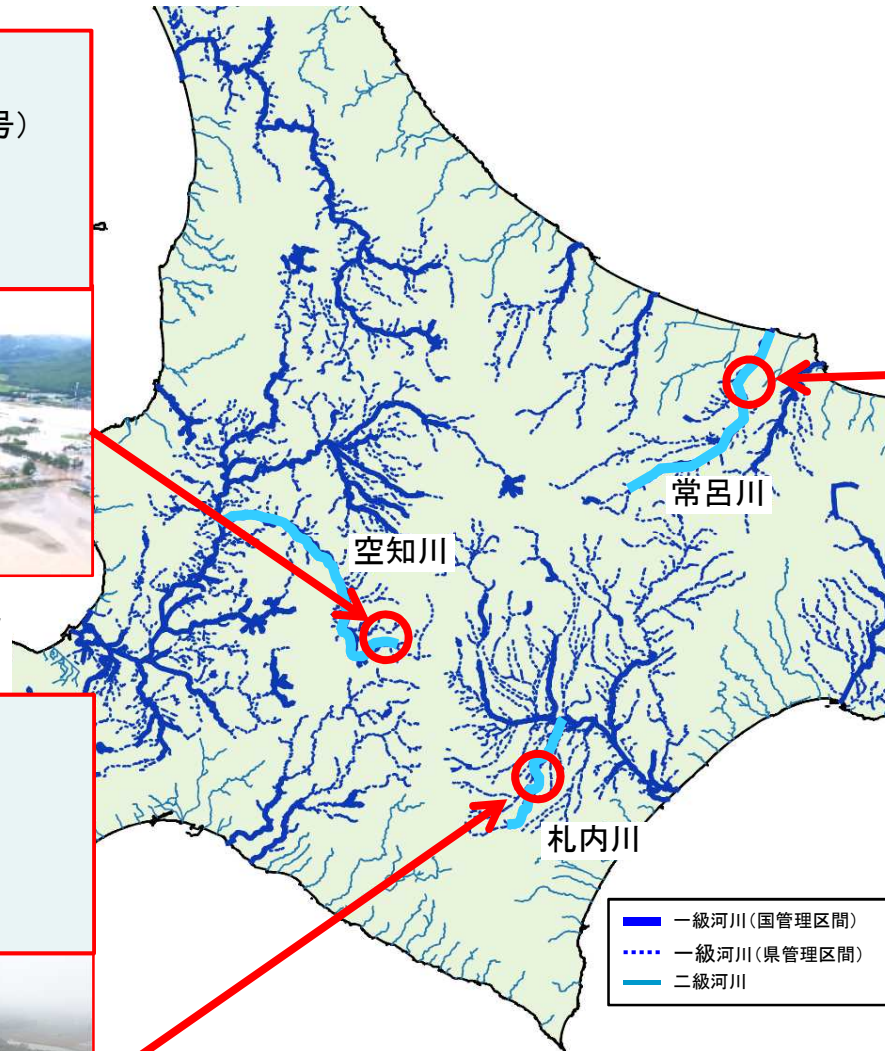 号）
常呂川
空知川
札内川
一級河川（国管理区間）
一級河川（県管理区間）
二級河川